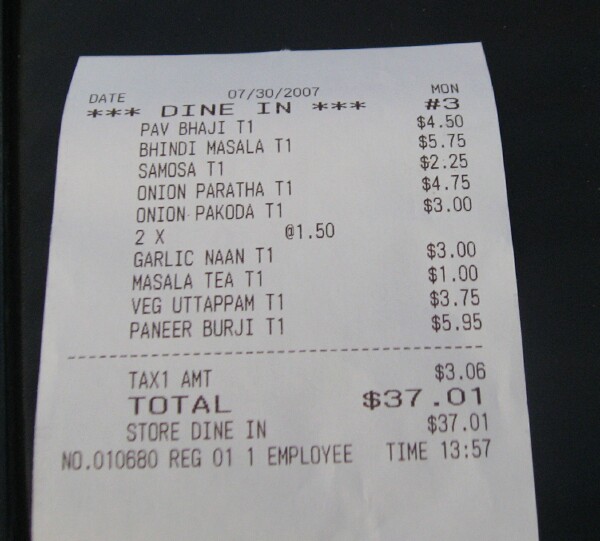 DATE 07/30/2007 MON
*** DINE IN *** #3
PAV BHAJI T1 $4.50
BHINDI MASALA T1 $5.75
SAMOSA T1 $2.25
ONION PARATHA T1 $4.75
ONION PAKODA T1 $3.00
2 X @1.50
GARLIC NAAN T1 $3.00
MASALA TEA T1 $1.00
VEG UTTAPPAM T1 $3.75
PANEER BURJI T1 $5.95
TAX1 AMT $3.06
TOTAL $37.01
STORE DINE IN $37.01
NO.010680 REG 01 1 EMPLOYEE TIME 13:57